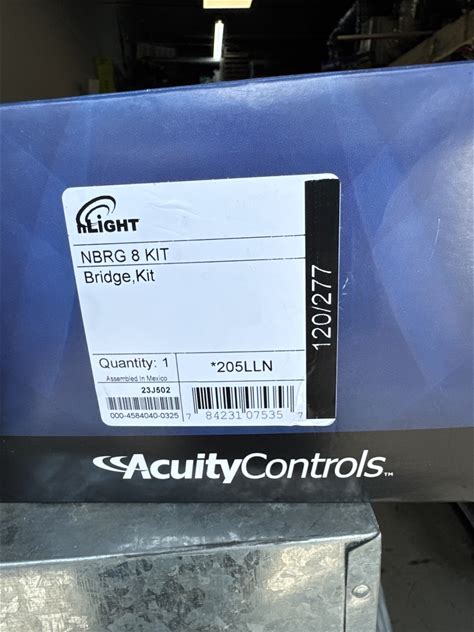 nLIGHT
NBRG 8 KIT
Bridge,Kit
120/277
Quantity: 1
*205LLN
Assembled In Mexico
23J502
000-4584040-0325
7 84231 07535 7
AcuityControls™